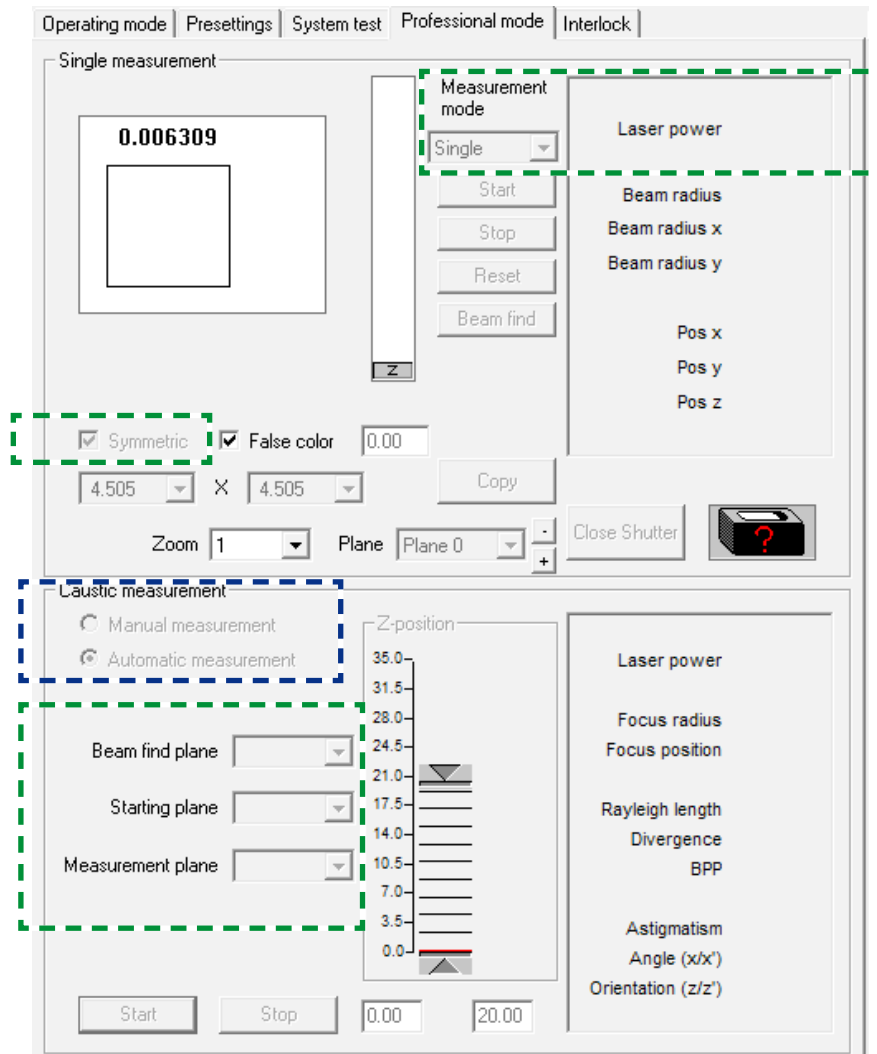 Operating mode Presettings System test Professional mode Interlock
Single measurement
Measurement
mode
0.006309
Single
Laser power
Start
Beam radius
Stop
Beam radius x
Reset
Beam radius y
Beam find
Pos x
Z
Pos y
Pos z
Symmetric False color 0.00
4.505 X 4.505
Copy
Zoom 1 Plane Plane 0 - +
Close Shutter
?
Caustic measurement
Manual measurement
Automatic measurement
Z-position
35.0
31.5
28.0
24.5
21.0
17.5
14.0
10.5
7.0
3.5
0.0
Beam find plane
Starting plane
Measurement plane
Laser power
Focus radius
Focus position
Rayleigh length
Divergence
BPP
Astigmatism
Angle (x/x')
Orientation (z/z')
Start Stop 0.00 20.00